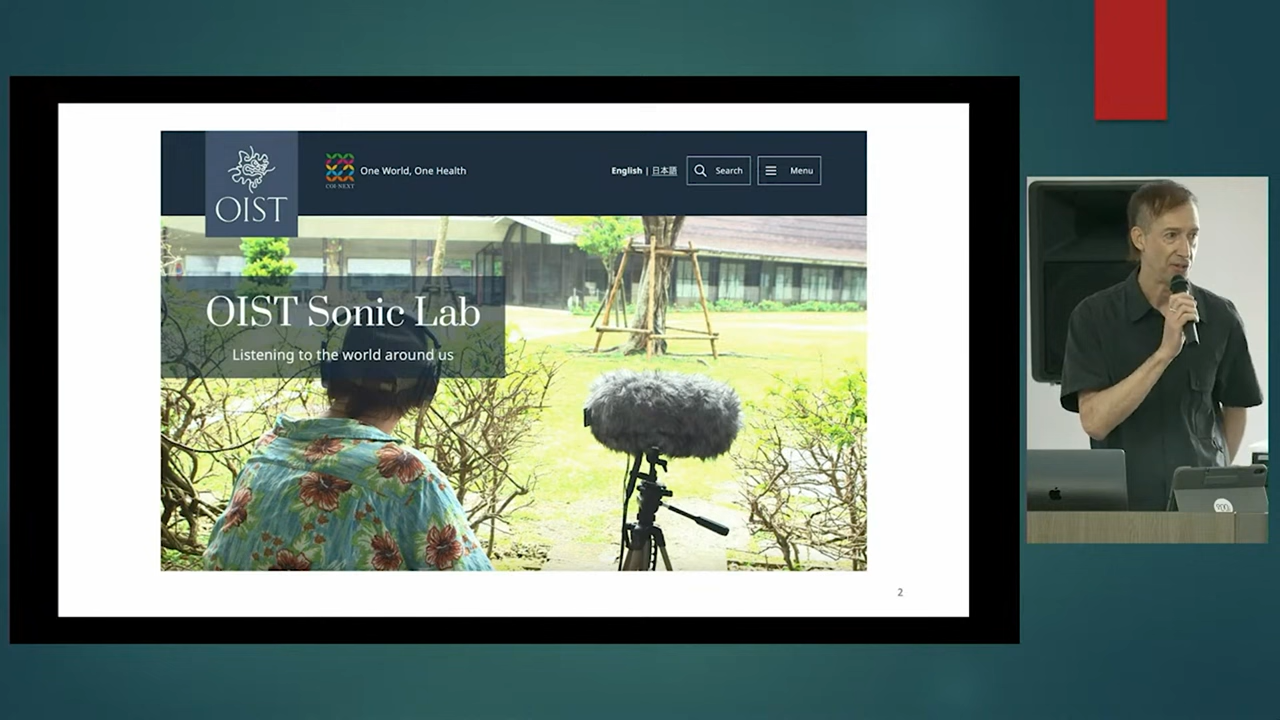 OIST
COI-NEXT
One World, One Health
English | 日本語
Search
Menu
OIST Sonic Lab
Listening to the world around us
2